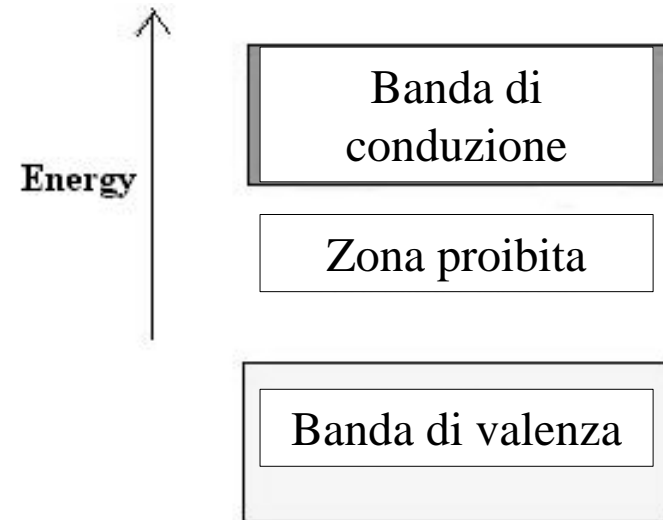 Banda di
conduzione
Energy
Zona proibita
Banda di valenza